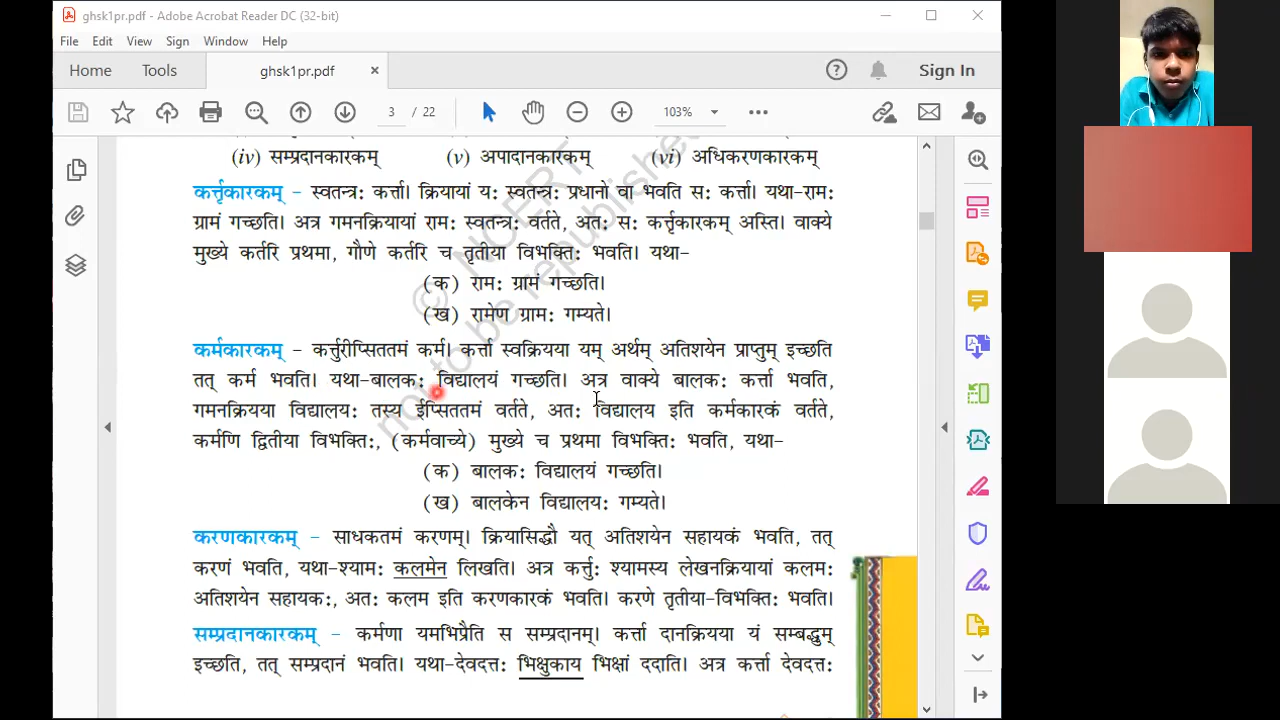 ghsk1pr.pdf - Adobe Acrobat Reader DC (32-bit)
File Edit View Sign Window Help
Home Tools ghsk1pr.pdf × Sign In
3 / 22 103%
(iv) सम्प्रदानकारकम् (v) अपादानकारकम् (vi) अधिकरणकारकम्
कर्त्तृकारकम् – स्वतन्त्र: कर्त्ता। क्रियायां य: स्वतन्त्र: प्रधानो वा भवति स: कर्त्ता। यथा-राम:
ग्रामं गच्छति। अत्र गमनक्रियायां राम: स्वतन्त्र: वर्तते, अत: स: कर्त्तृकारकम् अस्ति। वाक्ये
मुख्ये कर्तरि प्रथमा, गौणे कर्तरि च तृतीया विभक्ति: भवति। यथा-
(क) राम: ग्रामं गच्छति।
(ख) रामेण ग्राम: गम्यते।
कर्मकारकम् – कर्त्तुरीप्सिततमं कर्म। कर्त्ता स्वक्रियया यम् अर्थम् अतिशयेन प्राप्तुम् इच्छति
तत् कर्म भवति। यथा-बालक: विद्यालयं गच्छति। अत्र वाक्ये बालक: कर्त्ता भवति,
गमनक्रियया विद्यालय: तस्य ईप्सिततमं वर्तते, अत: विद्यालय इति कर्मकारकं वर्तते,
कर्मणि द्वितीया विभक्ति:, (कर्मवाच्ये) मुख्ये च प्रथमा विभक्ति: भवति, यथा-
(क) बालक: विद्यालयं गच्छति।
(ख) बालकेन विद्यालय: गम्यते।
करणकारकम् – साधकतमं करणम्। क्रियासिद्धौ यत् अतिशयेन सहायकं भवति, तत्
करणं भवति, यथा-श्याम: कलमेन लिखति। अत्र कर्त्तु: श्यामस्य लेखनक्रियायां कलम:
अतिशयेन सहायक:, अत: कलम इति करणकारकं भवति। करणे तृतीया-विभक्ति: भवति।
सम्प्रदानकारकम् – कर्मणा यमभिप्रैति स सम्प्रदानम्। कर्त्ता दानक्रियया यं सम्बद्धुम्
इच्छति, तत् सम्प्रदानं भवति। यथा-देवदत्त: भिक्षुकाय भिक्षां ददाति। अत्र कर्त्ता देवदत्त:
© NCERT
not to be republished